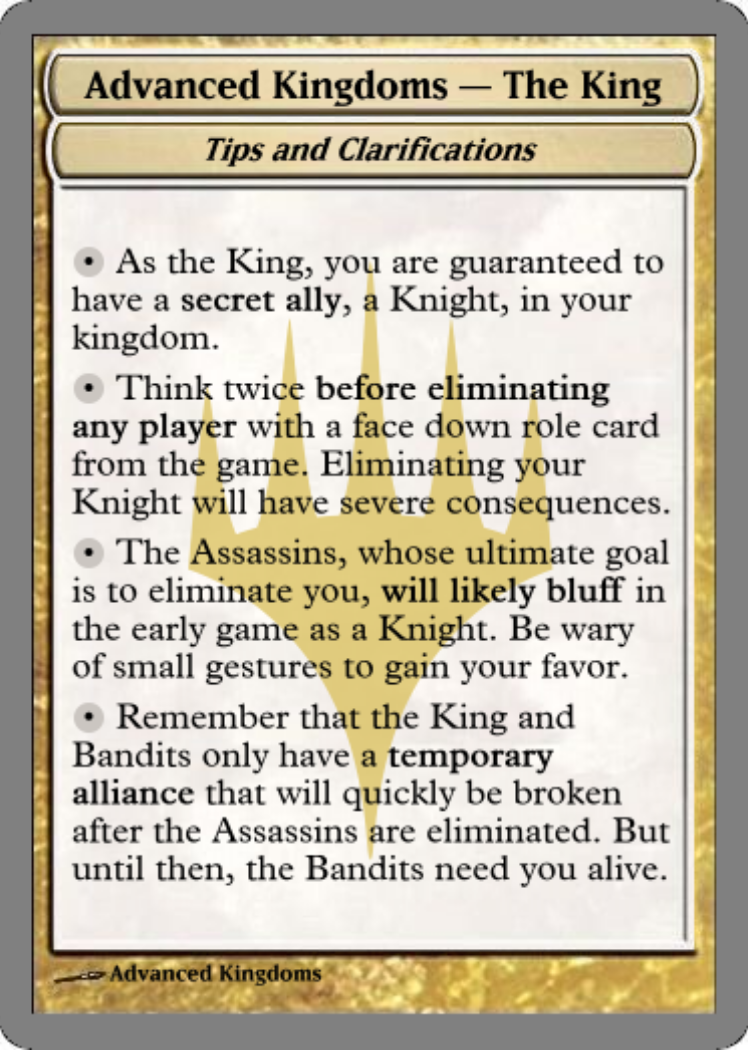 Advanced Kingdoms — The King
Tips and Clarifications
• As the King, you are guaranteed to
have a secret ally, a Knight, in your
kingdom.
• Think twice before eliminating
any player with a face down role card
from the game. Eliminating your
Knight will have severe consequences.
• The Assassins, whose ultimate goal
is to eliminate you, will likely bluff in
the early game as a Knight. Be wary
of small gestures to gain your favor.
• Remember that the King and
Bandits only have a temporary
alliance that will quickly be broken
after the Assassins are eliminated. But
until then, the Bandits need you alive.
Advanced Kingdoms